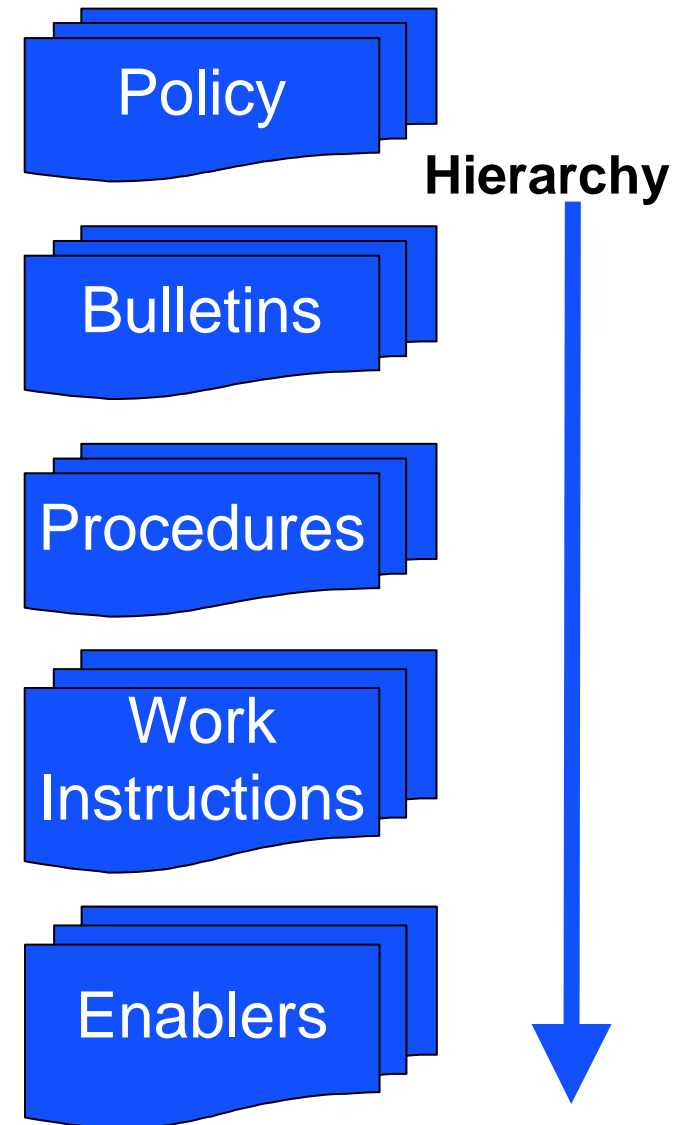 Policy
Hierarchy
Bulletins
Procedures
Work
Instructions
Enablers